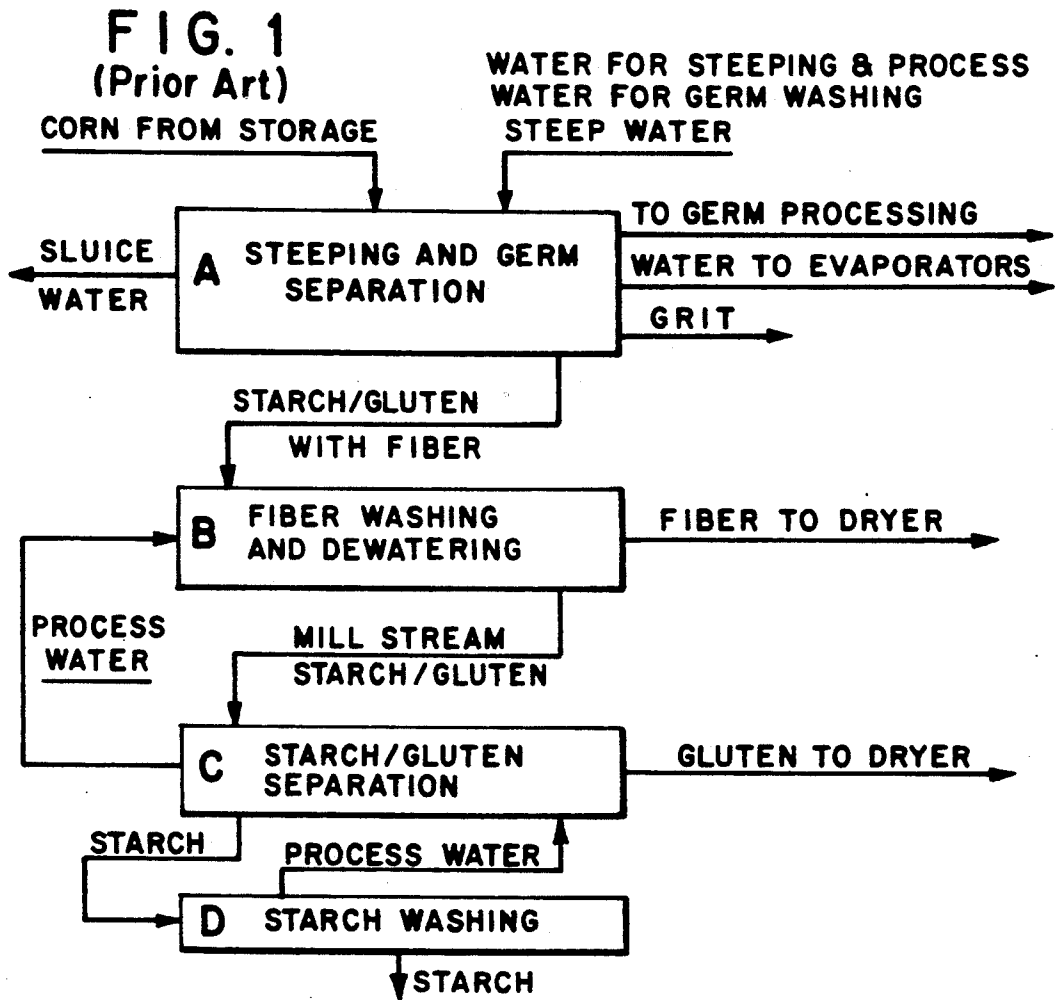 FIG. 1
(Prior Art)
WATER FOR STEEPING & PROCESS
WATER FOR GERM WASHING
CORN FROM STORAGE
STEEP WATER
TO GERM PROCESSING
SLUICE
WATER
A STEEPING AND GERM
SEPARATION
WATER TO EVAPORATORS
GRIT
STARCH/GLUTEN
WITH FIBER
B FIBER WASHING
AND DEWATERING
FIBER TO DRYER
PROCESS
WATER
MILL STREAM
STARCH/GLUTEN
C STARCH/GLUTEN
SEPARATION
GLUTEN TO DRYER
STARCH
PROCESS WATER
D STARCH WASHING
STARCH